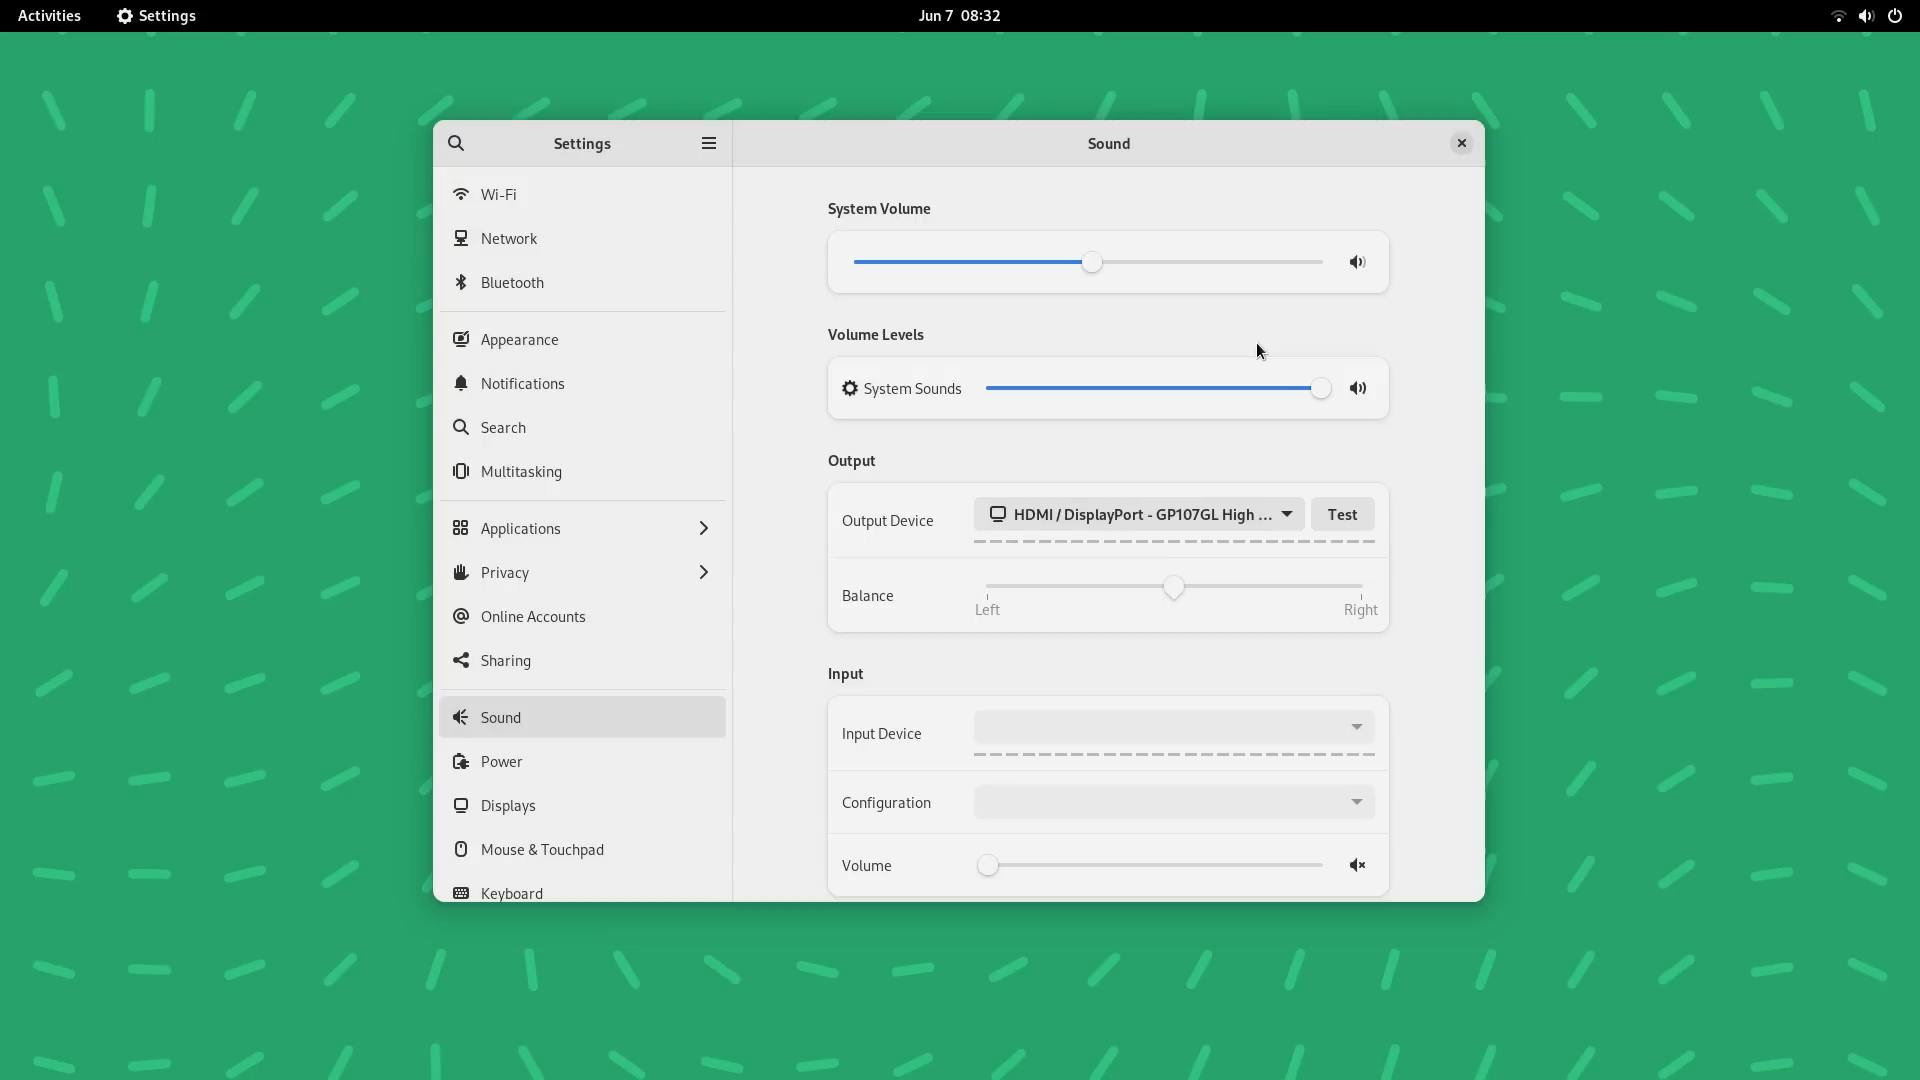 Activities
Settings
Jun 7 08:32
Settings
Sound
Wi-Fi
Network
Bluetooth
Appearance
Notifications
Search
Multitasking
Applications
Privacy
Online Accounts
Sharing
Sound
Power
Displays
Mouse & Touchpad
Keyboard
System Volume
Volume Levels
System Sounds
Output
Output Device
HDMI / DisplayPort - GP107GL High ...
Test
Balance
Left
Right
Input
Input Device
Configuration
Volume